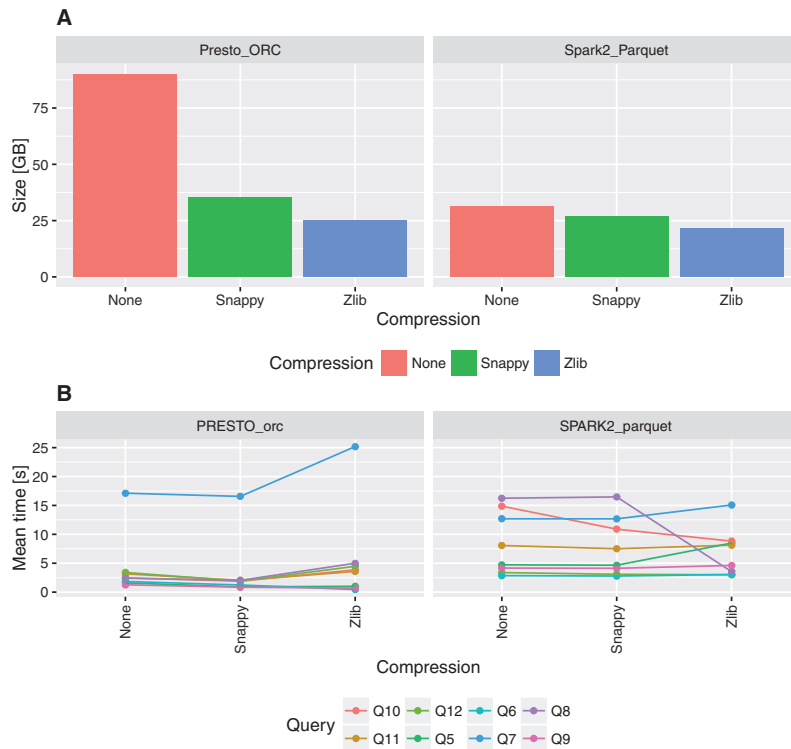 A
Presto_ORC Spark2_Parquet
Size [GB]
75
50
25
0
None Snappy Zlib None Snappy Zlib
Compression
Compression None Snappy Zlib
B
PRESTO_orc SPARK2_parquet
Mean time [s]
25
20
15
10
5
0
None Snappy Zlib None Snappy Zlib
Compression
Query
Q10 Q12 Q6 Q8
Q11 Q5 Q7 Q9